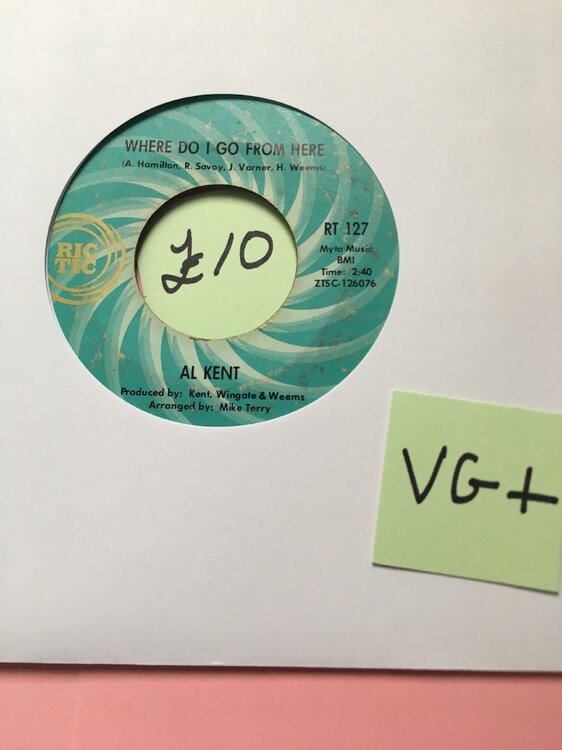 WHERE DO I GO FROM HERE
(A. Hamilton, R. Savoy, J. Varner, H. Weems)
RIC
TIC
£10
RT 127
Myto Music
BMI
Time: 2:40
ZTSC-126076
AL KENT
Produced by: Kent, Wingate & Weems
Arranged by: Mike Terry
VG+